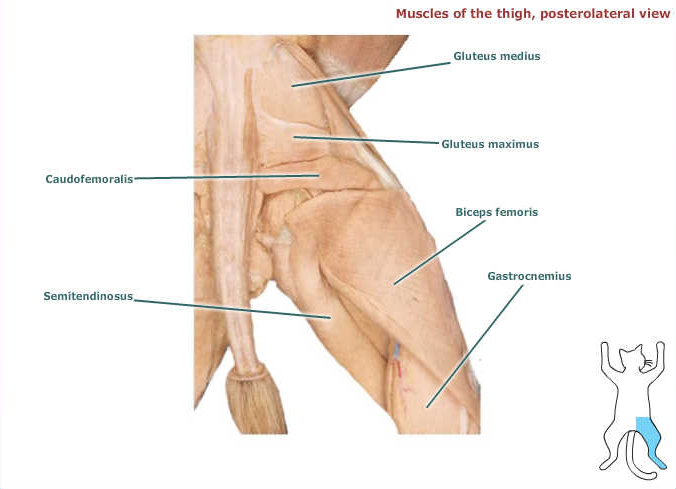 Muscles of the thigh, posterolateral view
Gluteus medius
Gluteus maximus
Caudofemoralis
Biceps femoris
Gastrocnemius
Semitendinosus